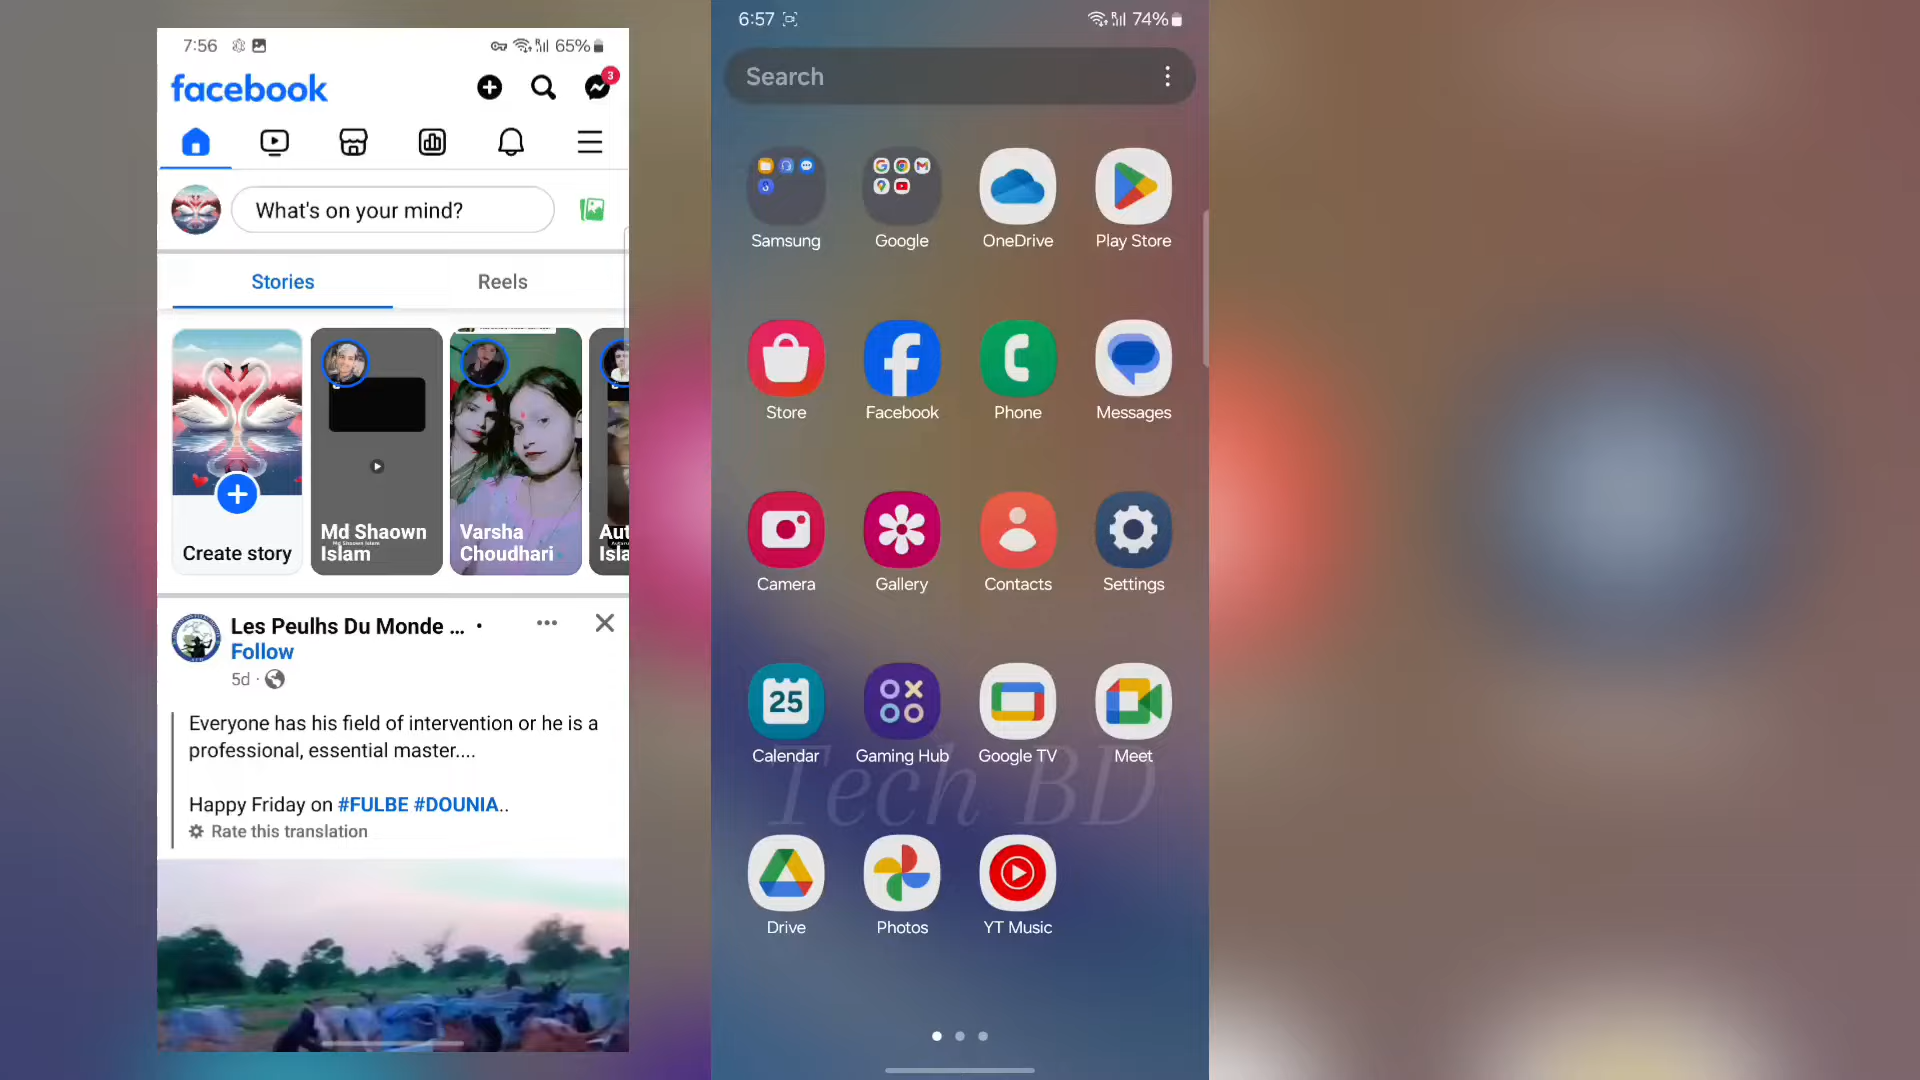 7:56
65%
facebook
3
What's on your mind?
Stories
Reels
Create story
Md Shaown
Islam
Varsha
Choudhari
Aut
Isla
Les Peulhs Du Monde ... •
Follow
5d ·
Everyone has his field of intervention or he is a
professional, essential master....
Happy Friday on #FULBE #DOUNIA..
Rate this translation
6:57
74%
Search
Samsung
Google
OneDrive
Play Store
Store
Facebook
Phone
Messages
Camera
Gallery
Contacts
Settings
25
Calendar
Gaming Hub
Google TV
Meet
Tech BD
Drive
Photos
YT Music